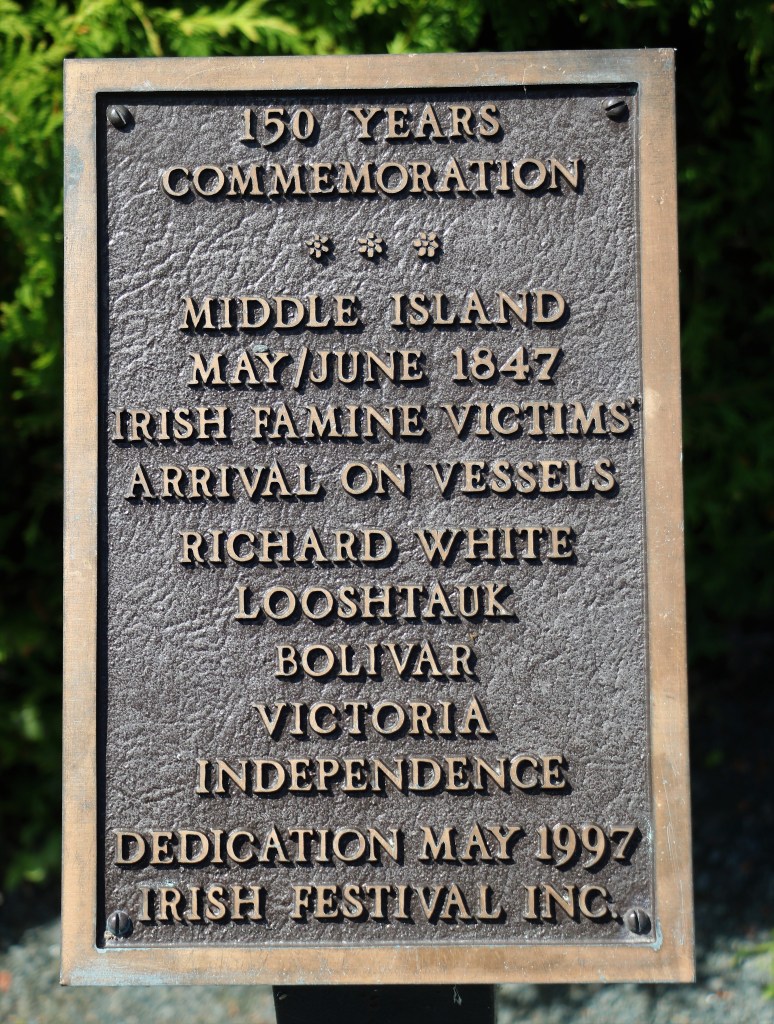 150 YEARS
COMMEMORATION
MIDDLE ISLAND
MAY/JUNE 1847
IRISH FAMINE VICTIMS'
ARRIVAL ON VESSELS
RICHARD WHITE
LOOSHTAUK
BOLIVAR
VICTORIA
INDEPENDENCE
DEDICATION MAY 1997
IRISH FESTIVAL INC.